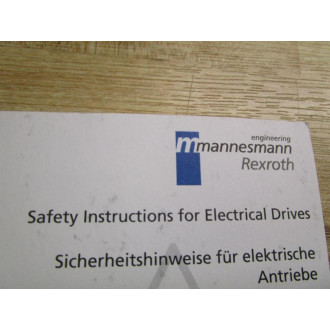 engineering
mannesmann
Rexroth
Safety Instructions for Electrical Drives
Sicherheitshinweise für elektrische
Antriebe